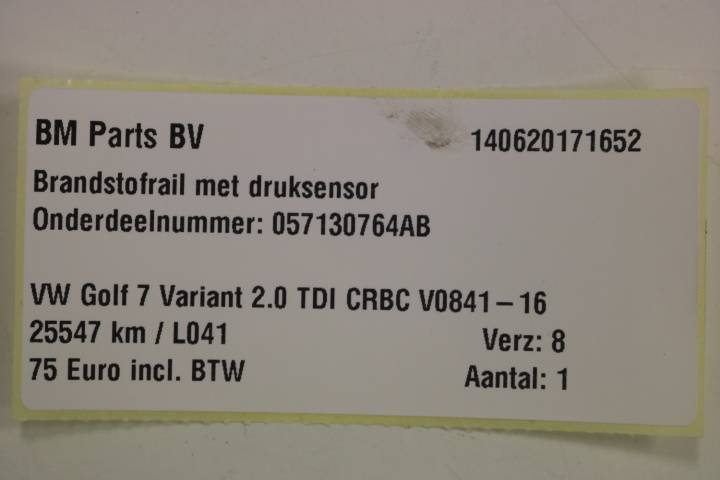 BM Parts BV 140620171652
Brandstofrail met druksensor
Onderdeelnummer: 057130764AB
VW Golf 7 Variant 2.0 TDI CRBC V0841-16
25547 km / L041 Verz: 8
75 Euro incl. BTW Aantal: 1